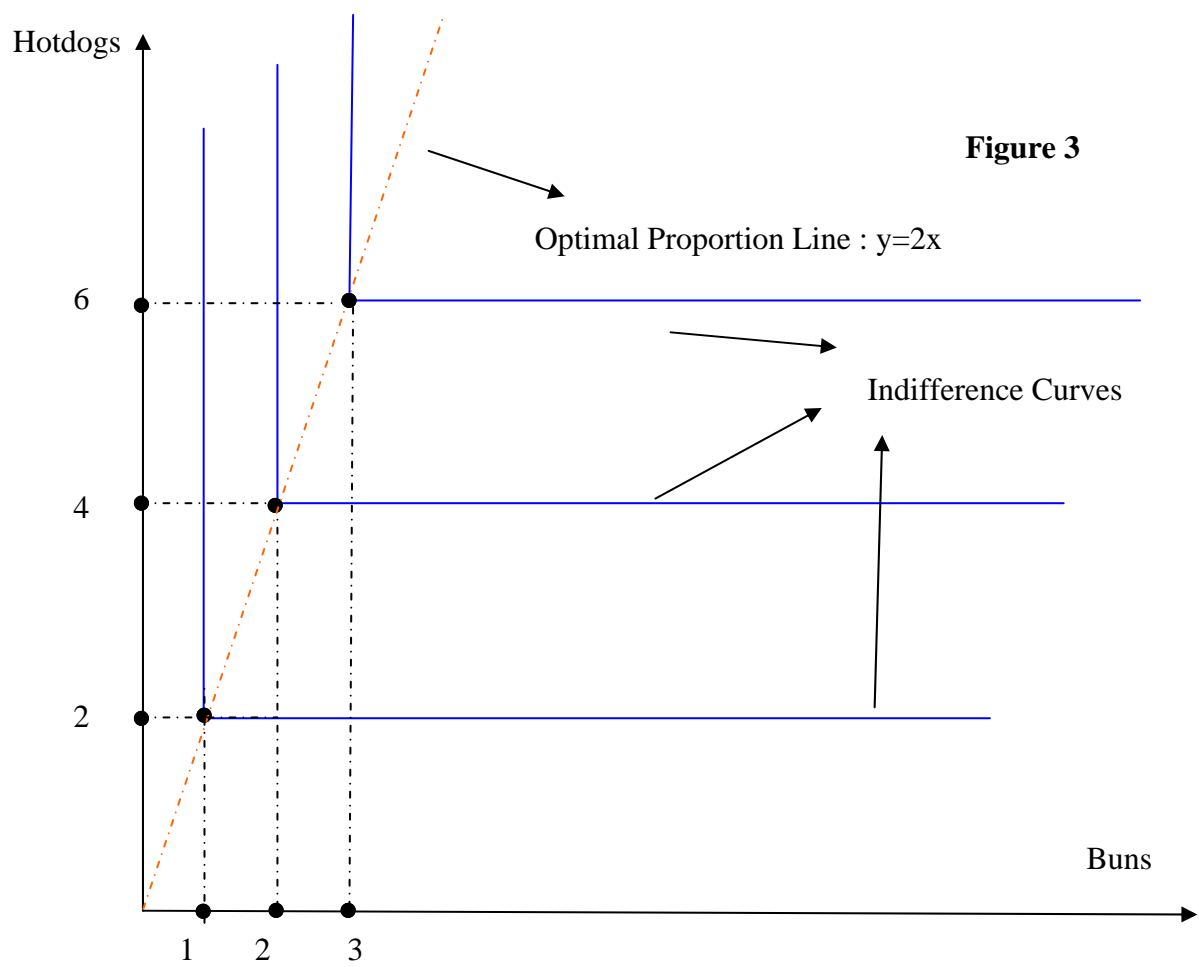 Hotdogs
Figure 3
Optimal Proportion Line : y=2x
6
Indifference Curves
4
2
Buns
1 2 3